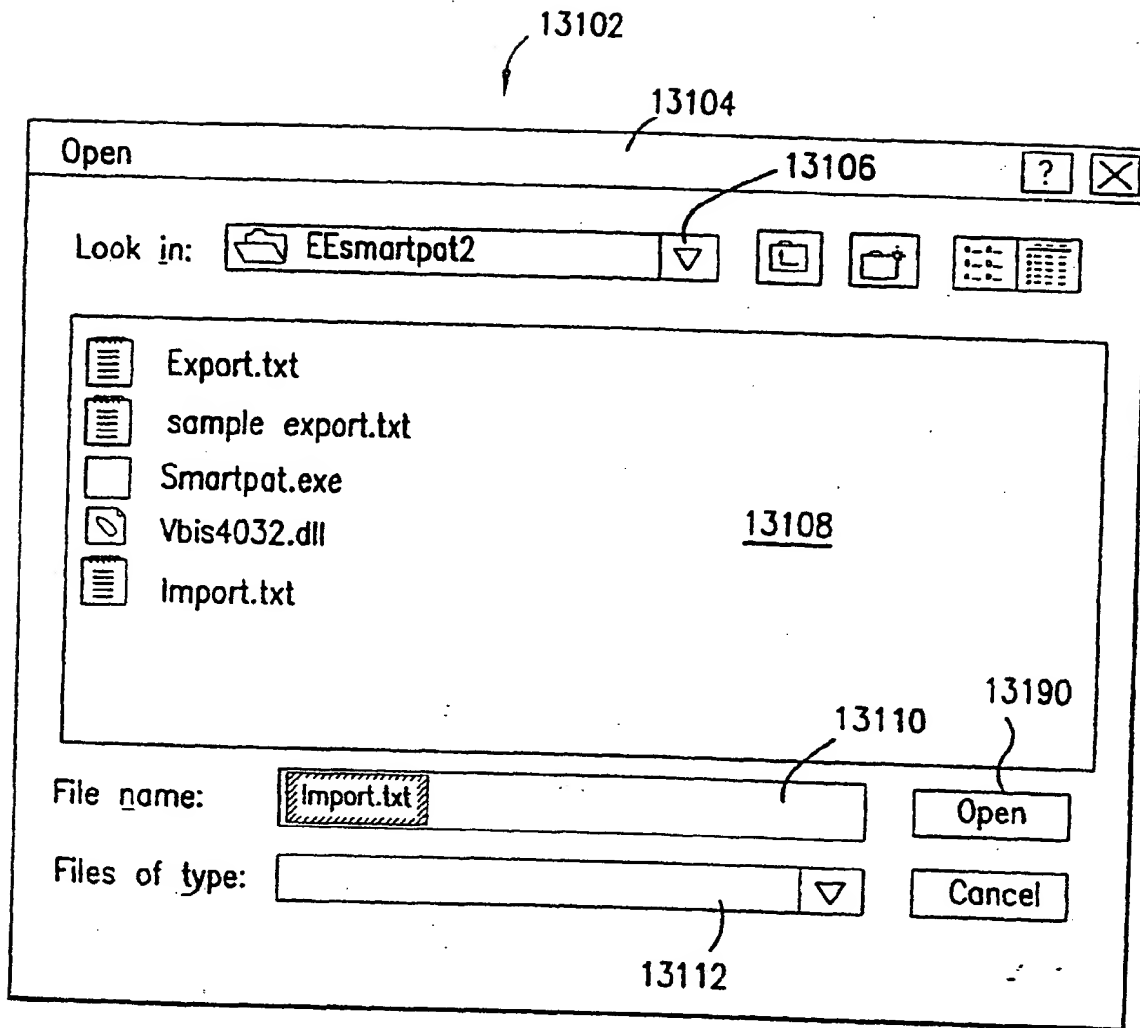 13102
13104
Open
13106
?
Look in:
EEsmartpat2
Export.txt
sample export.txt
Smartpat.exe
Vbis4032.dll
13108
Import.txt
13190
13110
File name:
Import.txt
Open
Files of type:
Cancel
13112